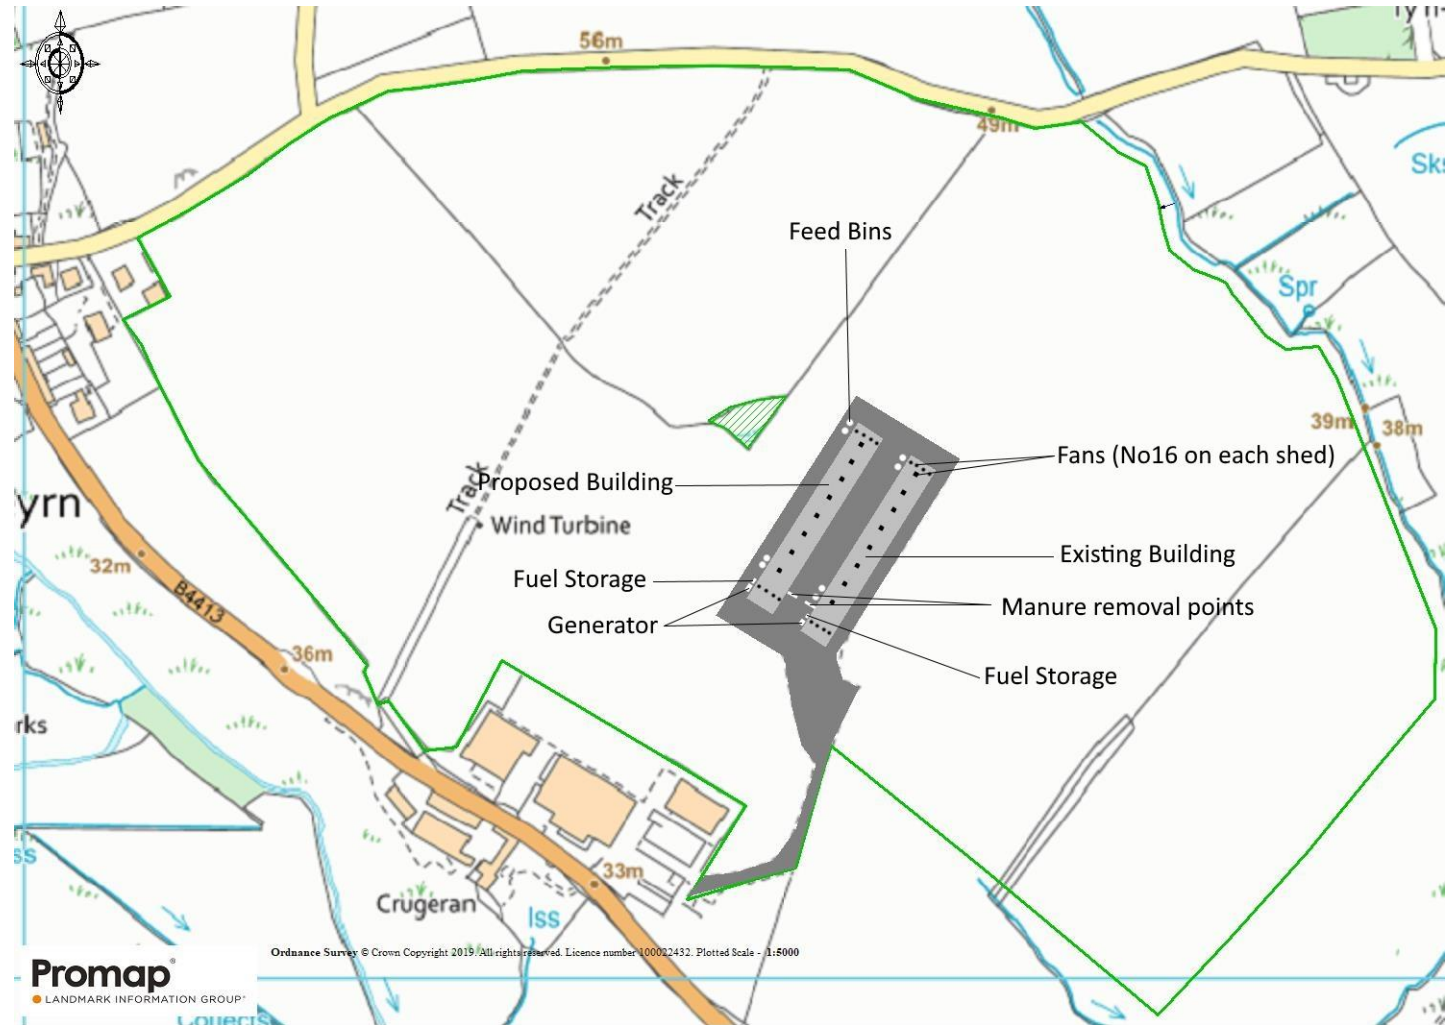 56m
49m
Track
Feed Bins
Sks
Spr
39m
38m
Fans (No16 on each shed)
Proposed Building
Track
yrn
Wind Turbine
Existing Building
32m
Fuel Storage
B4413
Manure removal points
Generator
36m
Fuel Storage
rks
33m
Crugeran
Iss
ss
Ordnance Survey © Crown Copyright 2019. All rights reserved. Licence number 100022432. Plotted Scale - 1:5000
Promap
LANDMARK INFORMATION GROUP